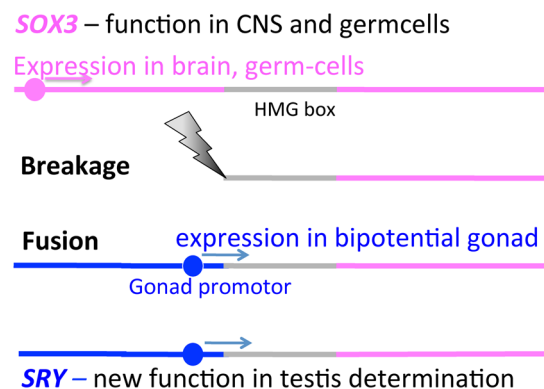 SOX3 – function in CNS and germcells
Expression in brain, germ-cells
HMG box
Breakage
Fusion
expression in bipotential gonad
Gonad promotor
SRY – new function in testis determination